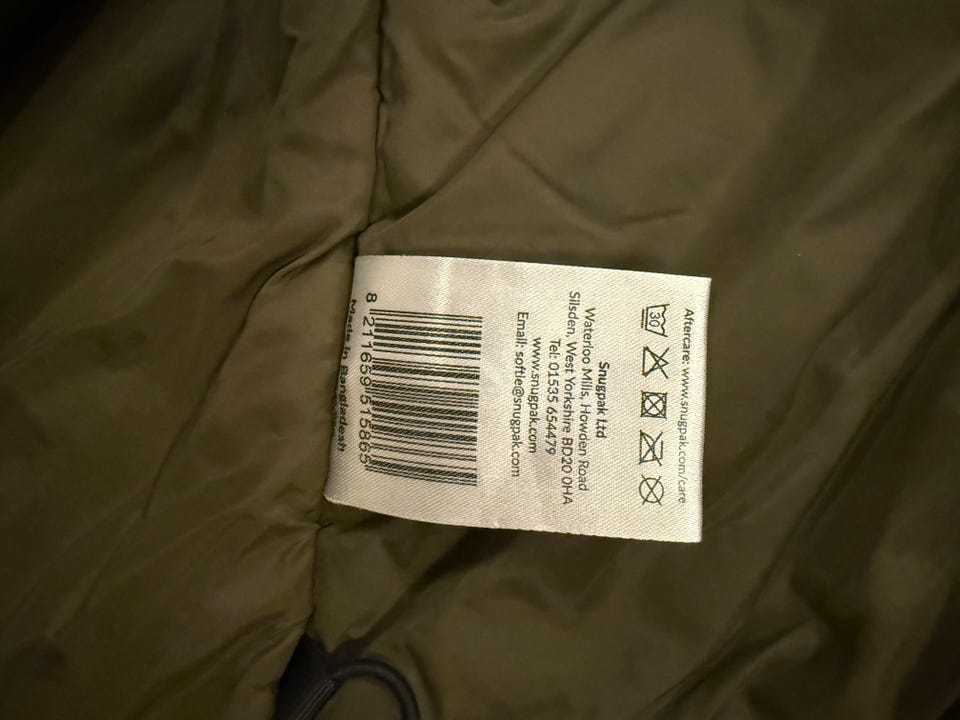 Aftercare: www.snugpak.com/care
30
Snugpak Ltd
Waterloo Mills, Howden Road
Silsden, West Yorkshire BD20 0HA
Tel: 01535 654479
www.snugpak.com
Email: softie@snugpak.com
8 211659 515865
Made in Bangladesh